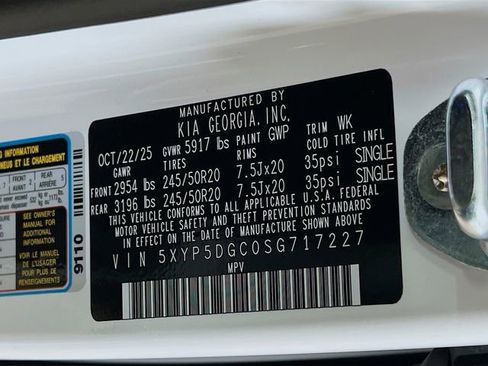 MANUFACTURED BY
KIA GEORGIA, INC.
OCT/22/25 GVWR 5917 lbs PAINT GWP TRIM WK
GAWR TIRES RIMS COLD TIRE INFL
FRONT 2954 lbs 245/50R20 7.5Jx20 35psi SINGLE
REAR 3196 lbs 245/50R20 7.5Jx20 35psi SINGLE
THIS VEHICLE CONFORMS TO ALL APPLICABLE U.S.A. FEDERAL
MOTOR VEHICLE SAFETY AND THEFT PREVENTION STANDARDS
IN EFFECT ON THE DATE OF MANUFACTURE SHOWN ABOVE.
VIN 5XYP5DGC0SG717227
MPV
INFORMATION
PNEUS ET LE CHARGEMENT
SEE OWNER'S
MANUAL FOR
ADDITIONAL
INFORMATION
VOIR LE MANUEL
DE L'USAGER
POUR PLUS DE
RENSEIGNEMENTS
9110